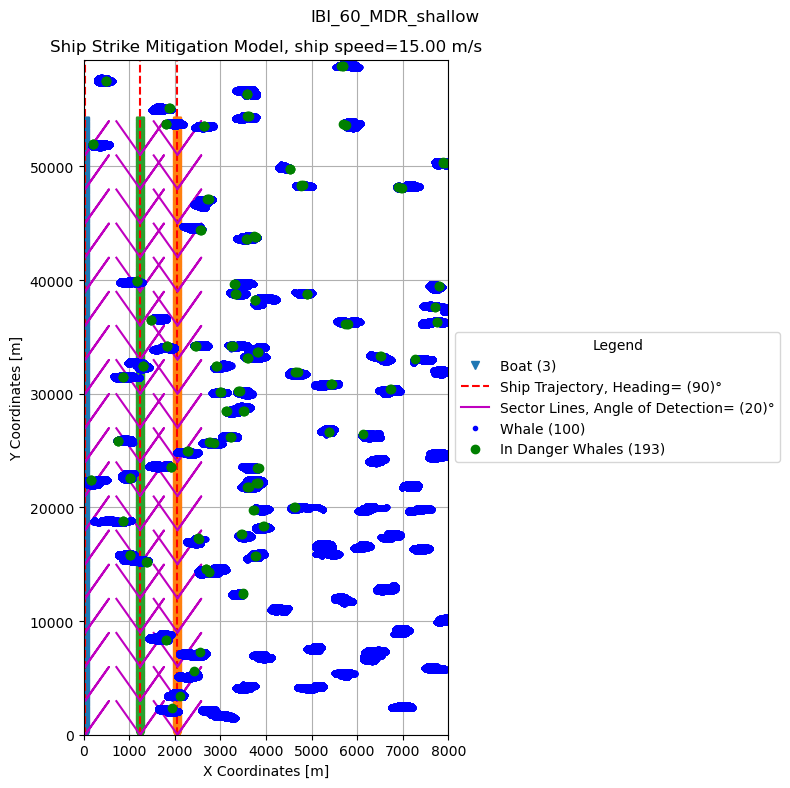 IBI_60_MDR_shallow
Ship Strike Mitigation Model, ship speed=15.00 m/s
Y Coordinates [m]
50000
40000
30000
20000
10000
0
0 1000 2000 3000 4000 5000 6000 7000 8000
X Coordinates [m]
Legend
Boat (3)
Ship Trajectory, Heading= (90)°
Sector Lines, Angle of Detection= (20)°
Whale (100)
In Danger Whales (193)